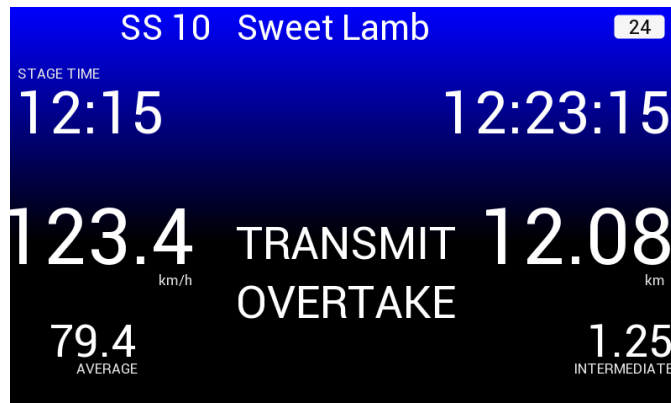 SS 10 Sweet Lamb 24
STAGE TIME
12:15 12:23:15
123.4 km/h
TRANSMIT
OVERTAKE
12.08 km
79.4
AVERAGE
1.25
INTERMEDIATE